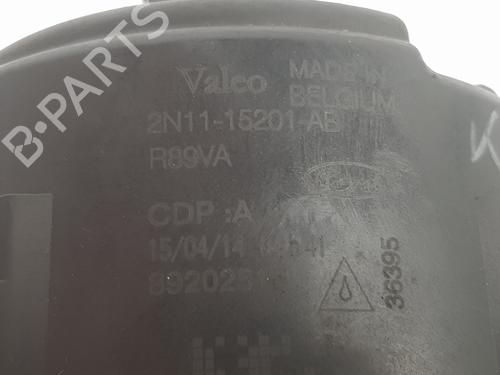 Valeo
MADE IN
BELGIUM
2N11-15201-AB
R89VA
CDP :A
15/04/14
36395
B-PARTS